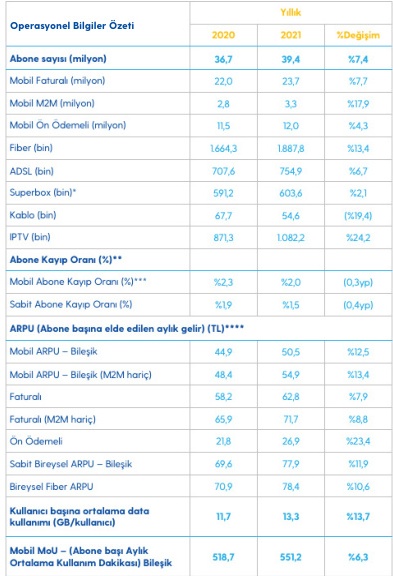 Operasyonel Bilgiler Özeti Yıllık
2020 2021 %Değişim
Abone sayısı (milyon) 36,7 39,4 %7,4
Mobil Faturalı (milyon) 22,0 23,7 %7,7
Mobil M2M (milyon) 2,8 3,3 %17,9
Mobil Ön Ödemeli (milyon) 11,5 12,0 %4,3
Fiber (bin) 1.664,3 1.887,8 %13,4
ADSL (bin) 707,6 754,9 %6,7
Superbox (bin)* 591,2 603,6 %2,1
Kablo (bin) 67,7 54,6 (%19,4)
IPTV (bin) 871,3 1.082,2 %24,2
Abone Kayıp Oranı (%)**
Mobil Abone Kayıp Oranı (%)*** %2,3 %2,0 (0,3yp)
Sabit Abone Kayıp Oranı (%) %1,9 %1,5 (0,4yp)
ARPU (Abone başına elde edilen aylık gelir) (TL)****
Mobil ARPU – Bileşik 44,9 50,5 %12,5
Mobil ARPU – Bileşik (M2M hariç) 48,4 54,9 %13,4
Faturalı 58,2 62,8 %7,9
Faturalı (M2M hariç) 65,9 71,7 %8,8
Ön Ödemeli 21,8 26,9 %23,4
Sabit Bireysel ARPU – Bileşik 69,6 77,9 %11,9
Bireysel Fiber ARPU 70,9 78,4 %10,6
Kullanıcı başına ortalama data
kullanımı (GB/kullanıcı) 11,7 13,3 %13,7
Mobil MoU – (Abone başı Aylık
Ortalama Kullanım Dakikası) Bileşik 518,7 551,2 %6,3